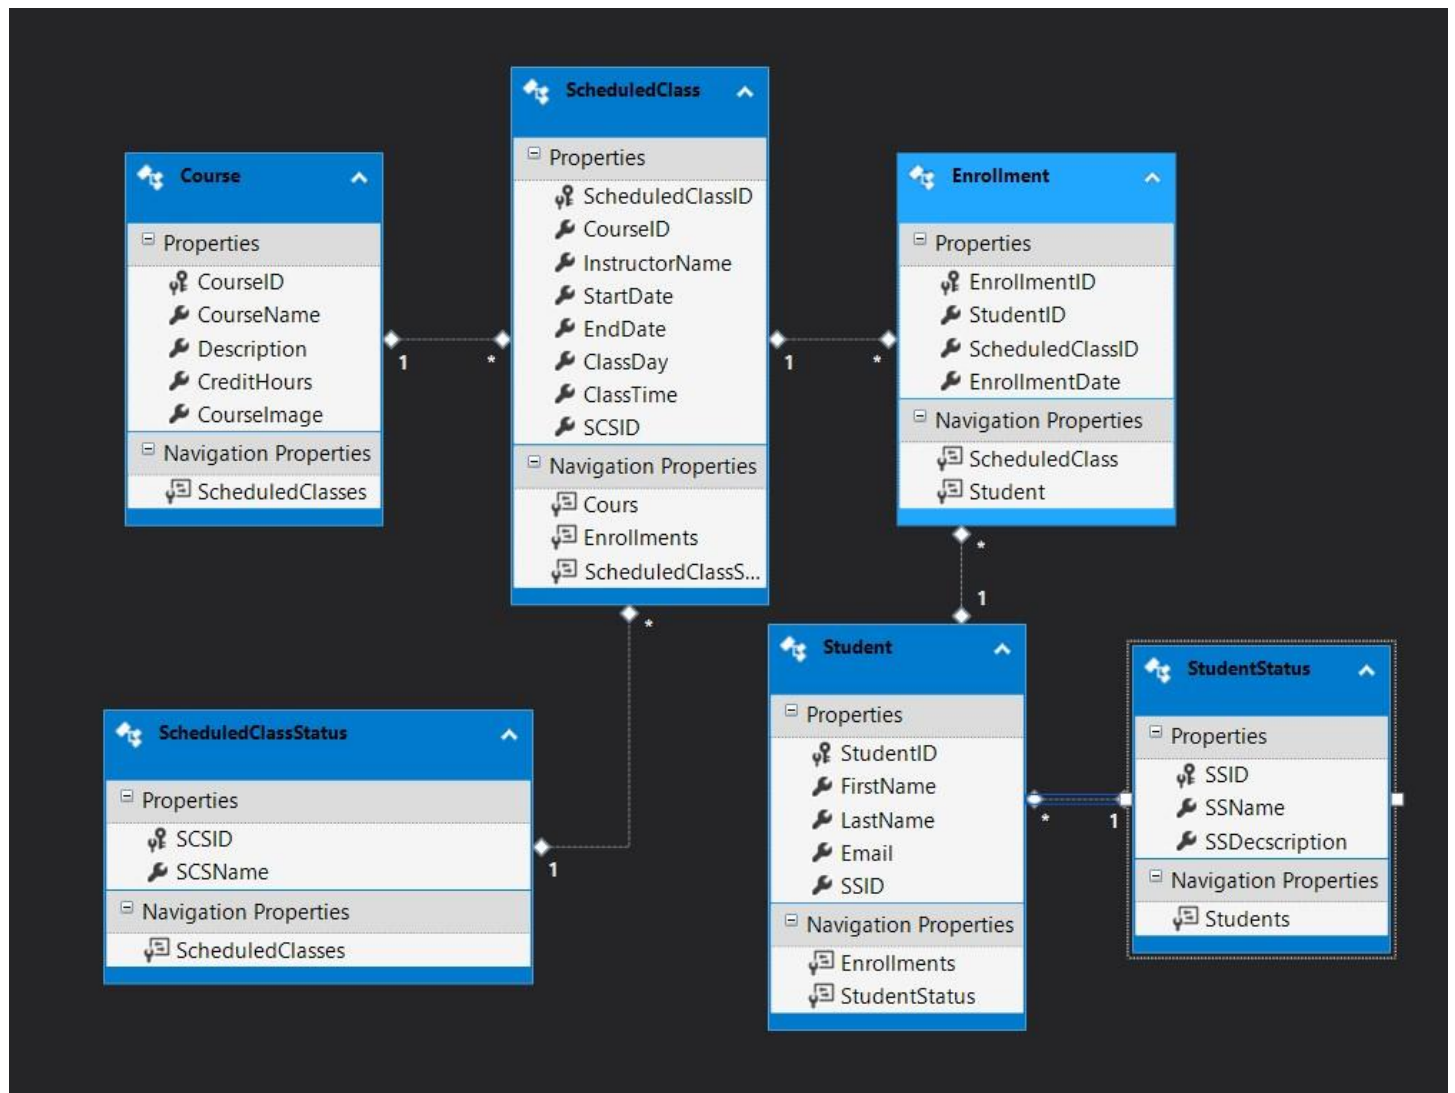 Course
Properties
CourseID
CourseName
Description
CreditHours
CourseImage
Navigation Properties
ScheduledClasses
1
*
ScheduledClass
Properties
ScheduledClassID
CourseID
InstructorName
StartDate
EndDate
ClassDay
ClassTime
SCSID
Navigation Properties
Cours
Enrollments
ScheduledClassS...
1
*
Enrollment
Properties
EnrollmentID
StudentID
ScheduledClassID
EnrollmentDate
Navigation Properties
ScheduledClass
Student
*
1
*
1
ScheduledClassStatus
Properties
SCSID
SCSName
Navigation Properties
ScheduledClasses
Student
Properties
StudentID
FirstName
LastName
Email
SSID
Navigation Properties
Enrollments
StudentStatus
*
1
StudentStatus
Properties
SSID
SSName
SSDecscription
Navigation Properties
Students